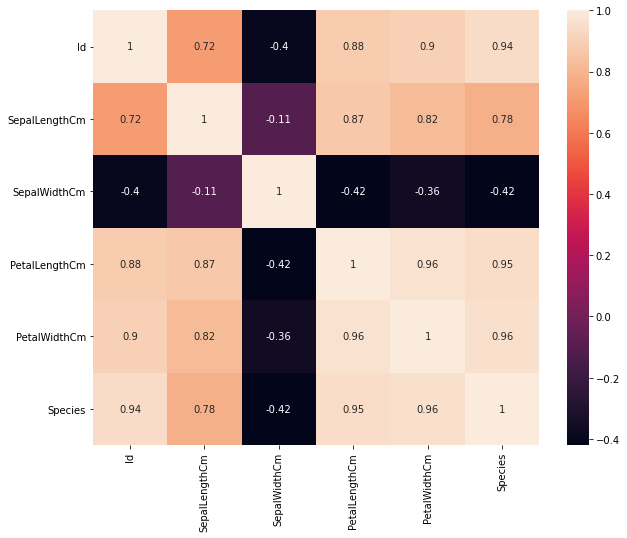 Id 1 0.72 -0.4 0.88 0.9 0.94
SepalLengthCm 0.72 1 -0.11 0.87 0.82 0.78
SepalWidthCm -0.4 -0.11 1 -0.42 -0.36 -0.42
PetalLengthCm 0.88 0.87 -0.42 1 0.96 0.95
PetalWidthCm 0.9 0.82 -0.36 0.96 1 0.96
Species 0.94 0.78 -0.42 0.95 0.96 1
Id
SepalLengthCm
SepalWidthCm
PetalLengthCm
PetalWidthCm
Species
1.0
0.8
0.6
0.4
0.2
0.0
−0.2
−0.4